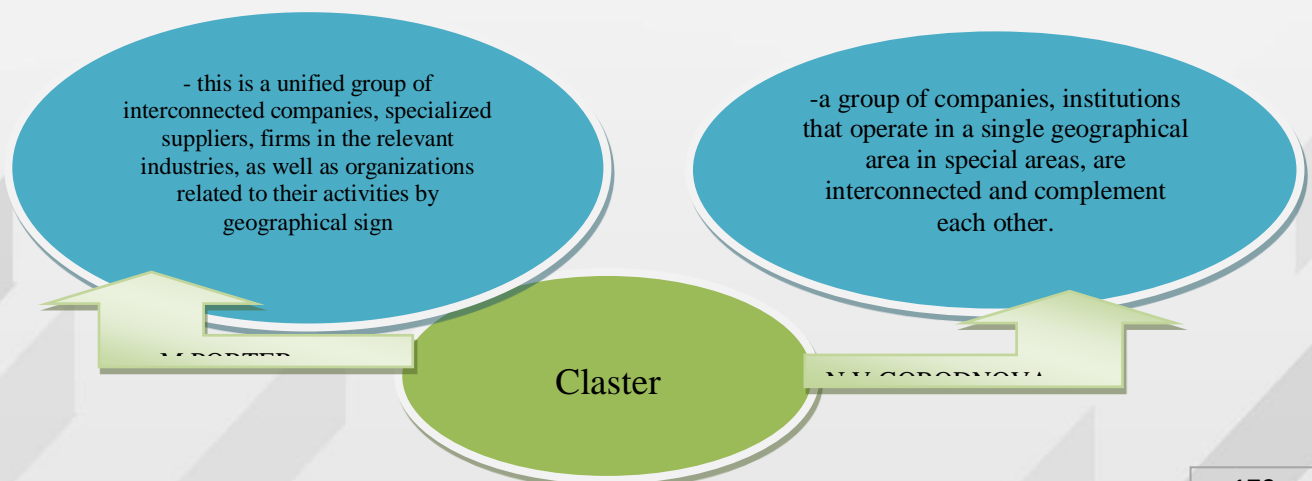 - this is a unified group of
interconnected companies, specialized
suppliers, firms in the relevant
industries, as well as organizations
related to their activities by
geographical sign
-a group of companies, institutions
that operate in a single geographical
area in special areas, are
interconnected and complement
each other.
M.PORTER
N.V.GORODNOVA
Claster